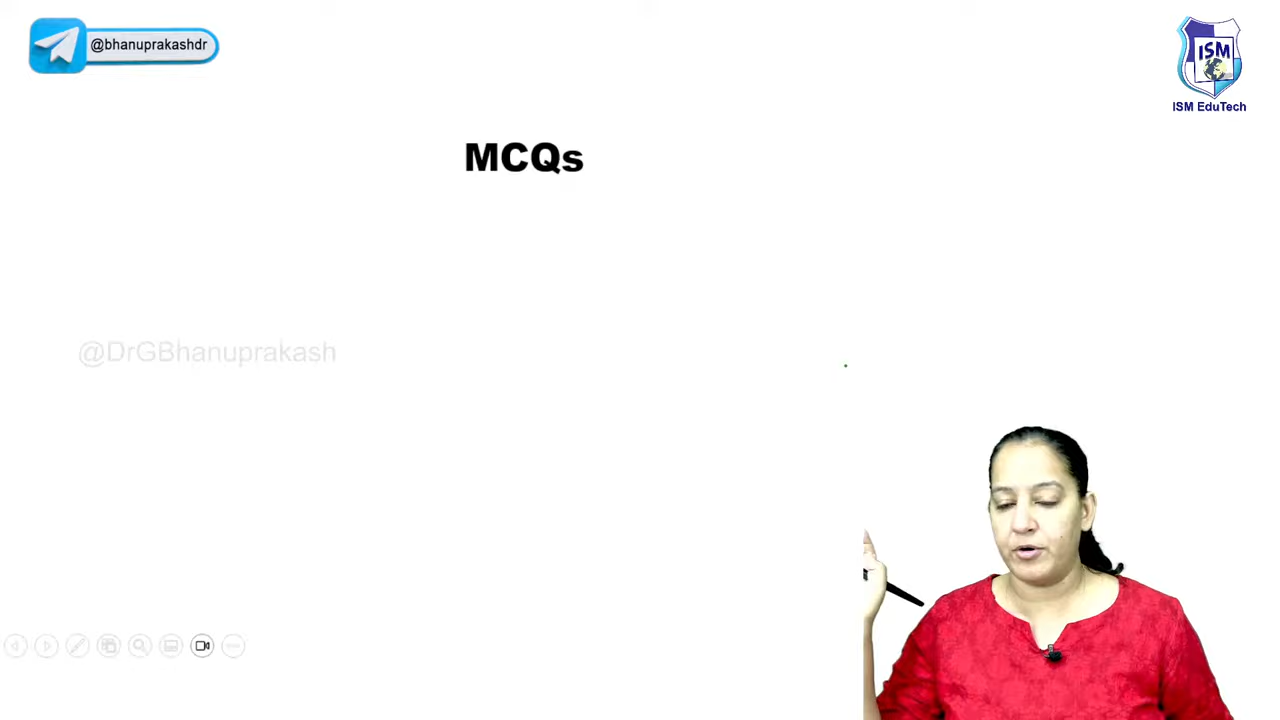 @bhanuprakashdr
ISM
ISM EduTech
MCQs
@DrGBhanuprakash